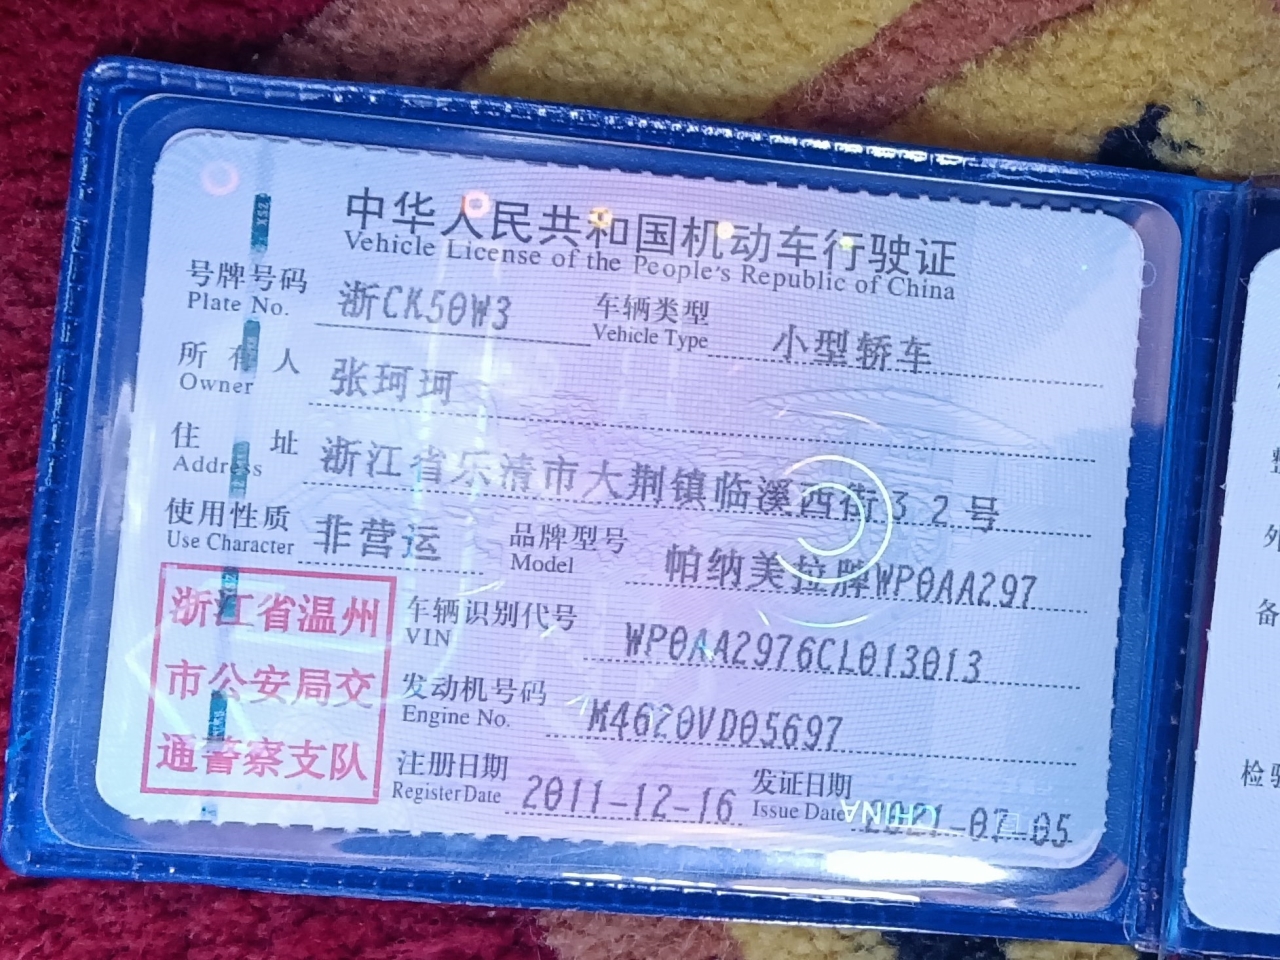 中华人民共和国机动车行驶证
Vehicle License of the People's Republic of China
号牌号码 浙CK50W3 车辆类型 小型轿车
Plate No. Vehicle Type
所有人 张珂珂
Owner
住址 浙江省乐清市大荆镇临溪西街32号
Address
使用性质 非营运 品牌型号 帕纳美拉牌WP0AA297
Use Character Model
浙江省温州
市公安局交
通警察支队
车辆识别代号 WP0AA2976CL013013
VIN
发动机号码 M4620VD05697
Engine No.
注册日期 2011-12-16 发证日期 2021-07-05
Register Date Issue Date
CHINA
备
检验